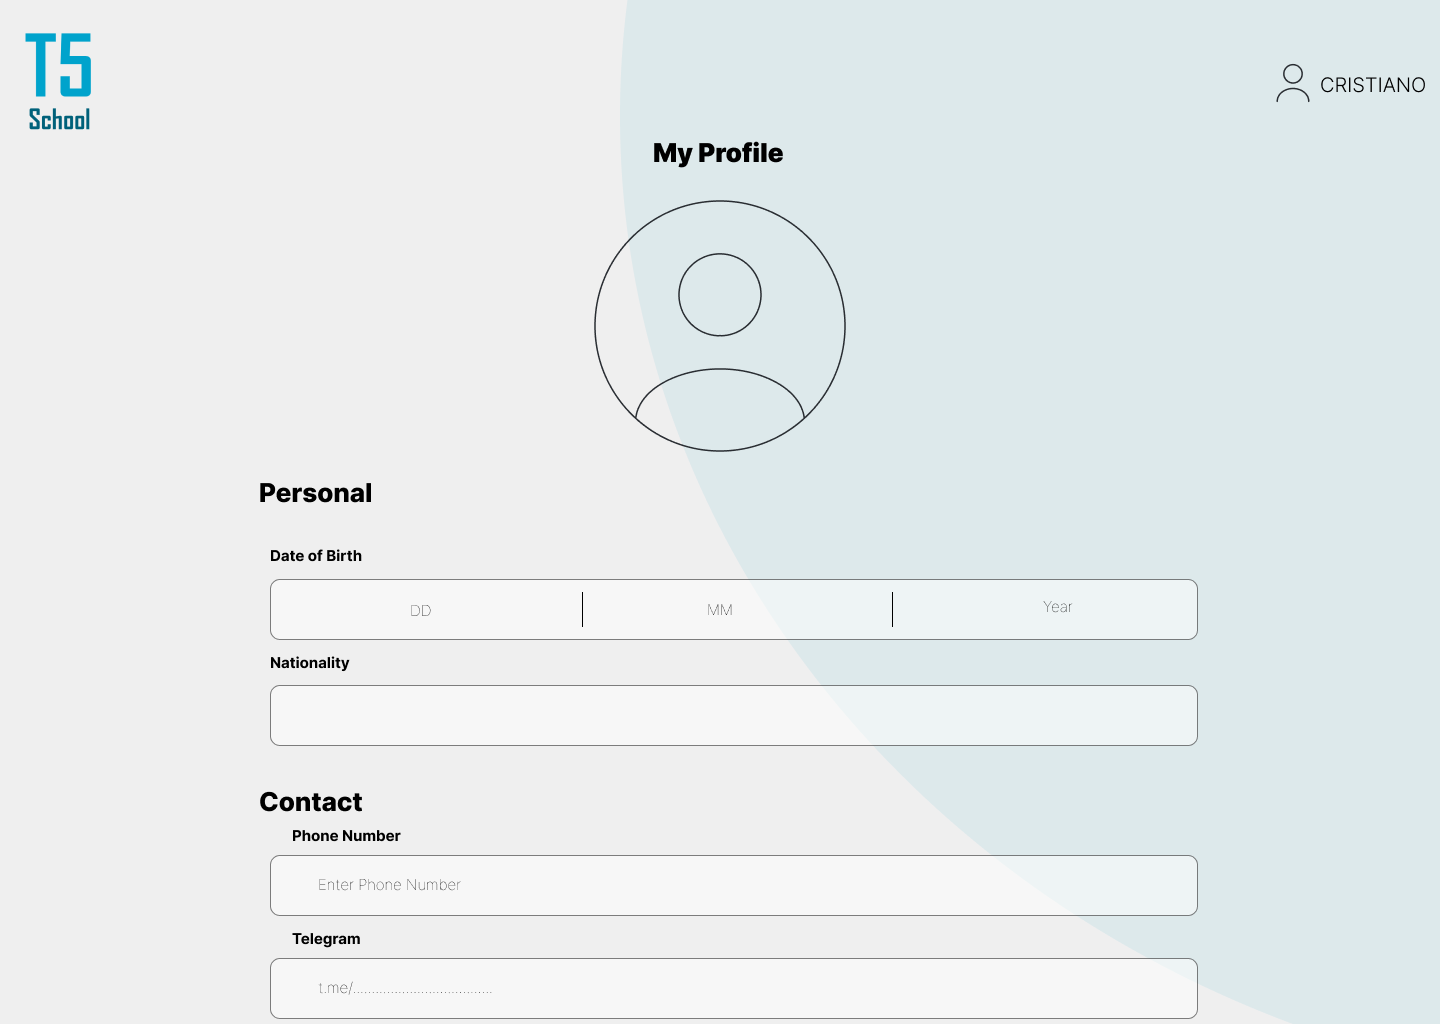 T5
School
CRISTIANO
My Profile
Personal
Date of Birth
DD MM Year
Nationality
Contact
Phone Number
Enter Phone Number
Telegram
t.me/...................................